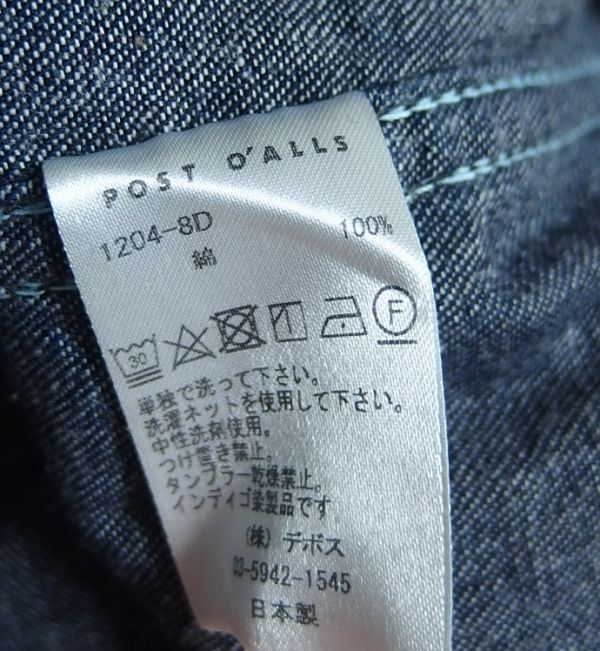 POST O'ALLS
1204-8D
綿 100%
30 F
単独で洗って下さい。
洗濯ネットを使用して下さい。
中性洗剤使用。
つけ置き禁止。
タンブラー乾燥禁止。
インディゴ染製品です
(株) デボス
03-5942-1545
日本製